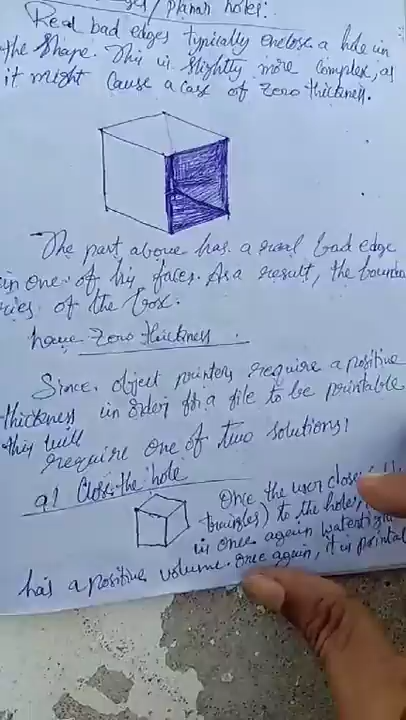 planar holes:
Real bad edges typically enclose a hole in
the shape. This is slightly more complex, as
it might cause a case of zero thickness.
The part above has a real bad edge
in one of his faces. As a result, the bounda
ries of the box.
have zero thickness.
Since, object printers require a positive
thickness in order for a file to be printable
this will
require one of two solutions!
a) Close the hole
Once the user close
triangles) to the hole,
is once again watertight
has a positive volume. once again, it is printab